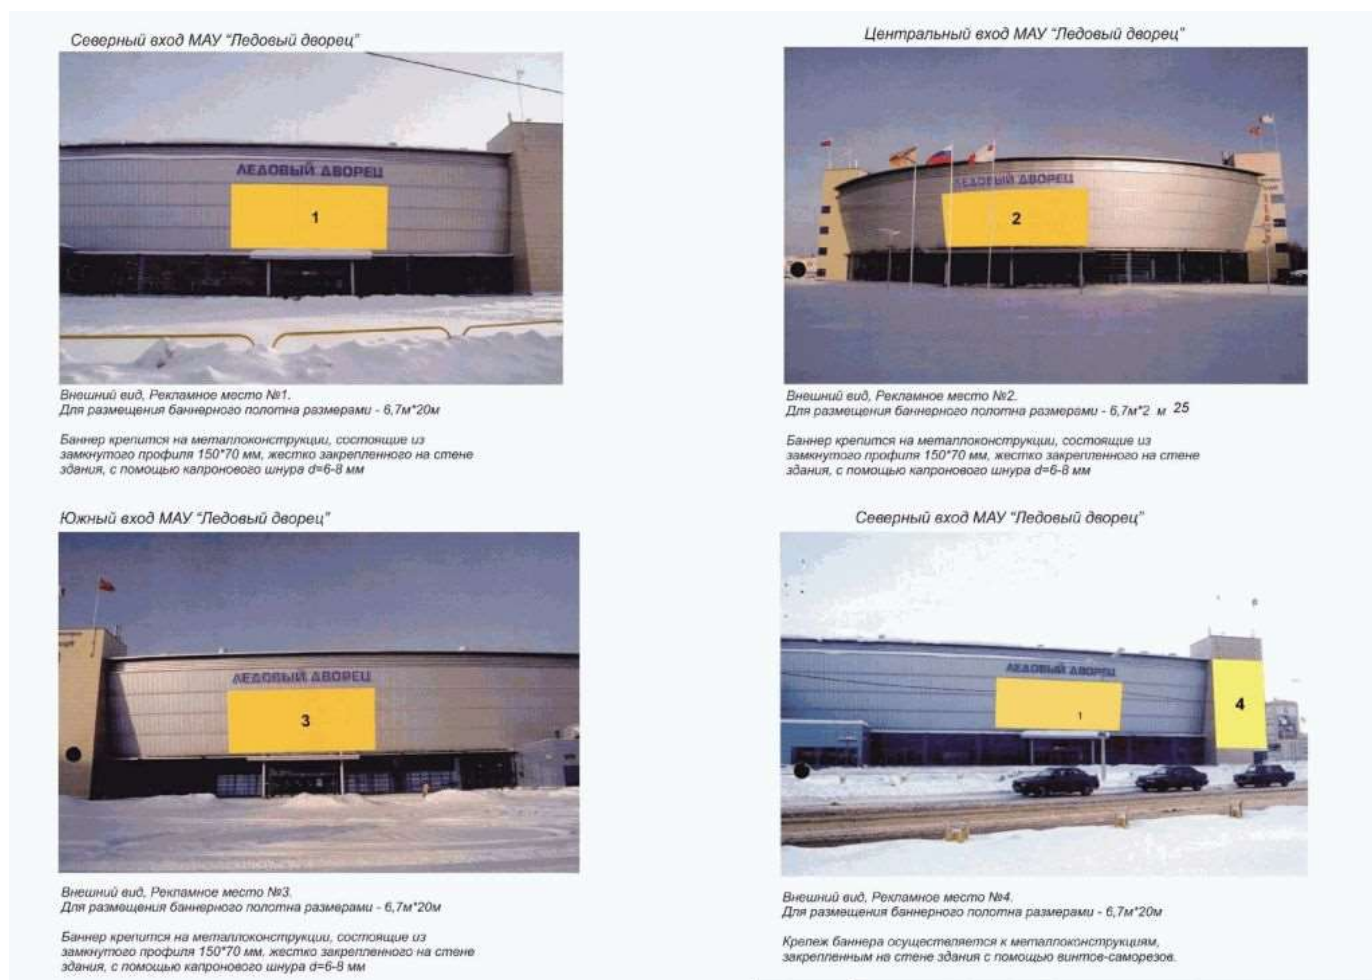 Северный вход МАУ "Ледовый дворец"
ЛЕДОВЫЙ ДВОРЕЦ
1
Внешний вид, Рекламное место №1.
Для размещения баннерного полотна размерами - 6,7м*20м
Баннер крепится на металлоконструкции, состоящие из
замкнутого профиля 150*70 мм, жестко закрепленного на стене
здания, с помощью капронового шнура d=6-8 мм
Центральный вход МАУ "Ледовый дворец"
ЛЕДОВЫЙ ДВОРЕЦ
2
Внешний вид, Рекламное место №2.
Для размещения баннерного полотна размерами - 6,7м*2 м 25
Баннер крепится на металлоконструкции, состоящие из
замкнутого профиля 150*70 мм, жестко закрепленного на стене
здания, с помощью капронового шнура d=6-8 мм
Южный вход МАУ "Ледовый дворец"
ЛЕДОВЫЙ ДВОРЕЦ
3
Внешний вид, Рекламное место №3.
Для размещения баннерного полотна размерами - 6,7м*20м
Баннер крепится на металлоконструкции, состоящие из
замкнутого профиля 150*70 мм, жестко закрепленного на стене
здания, с помощью капронового шнура d=6-8 мм
Северный вход МАУ "Ледовый дворец"
ЛЕДОВЫЙ ДВОРЕЦ
1
4
Внешний вид, Рекламное место №4.
Для размещения баннерного полотна размерами - 6,7м*20м
Крепеж баннера осуществляется к металлоконструкциям,
закрепленным на стене здания с помощью винтов-саморезов.